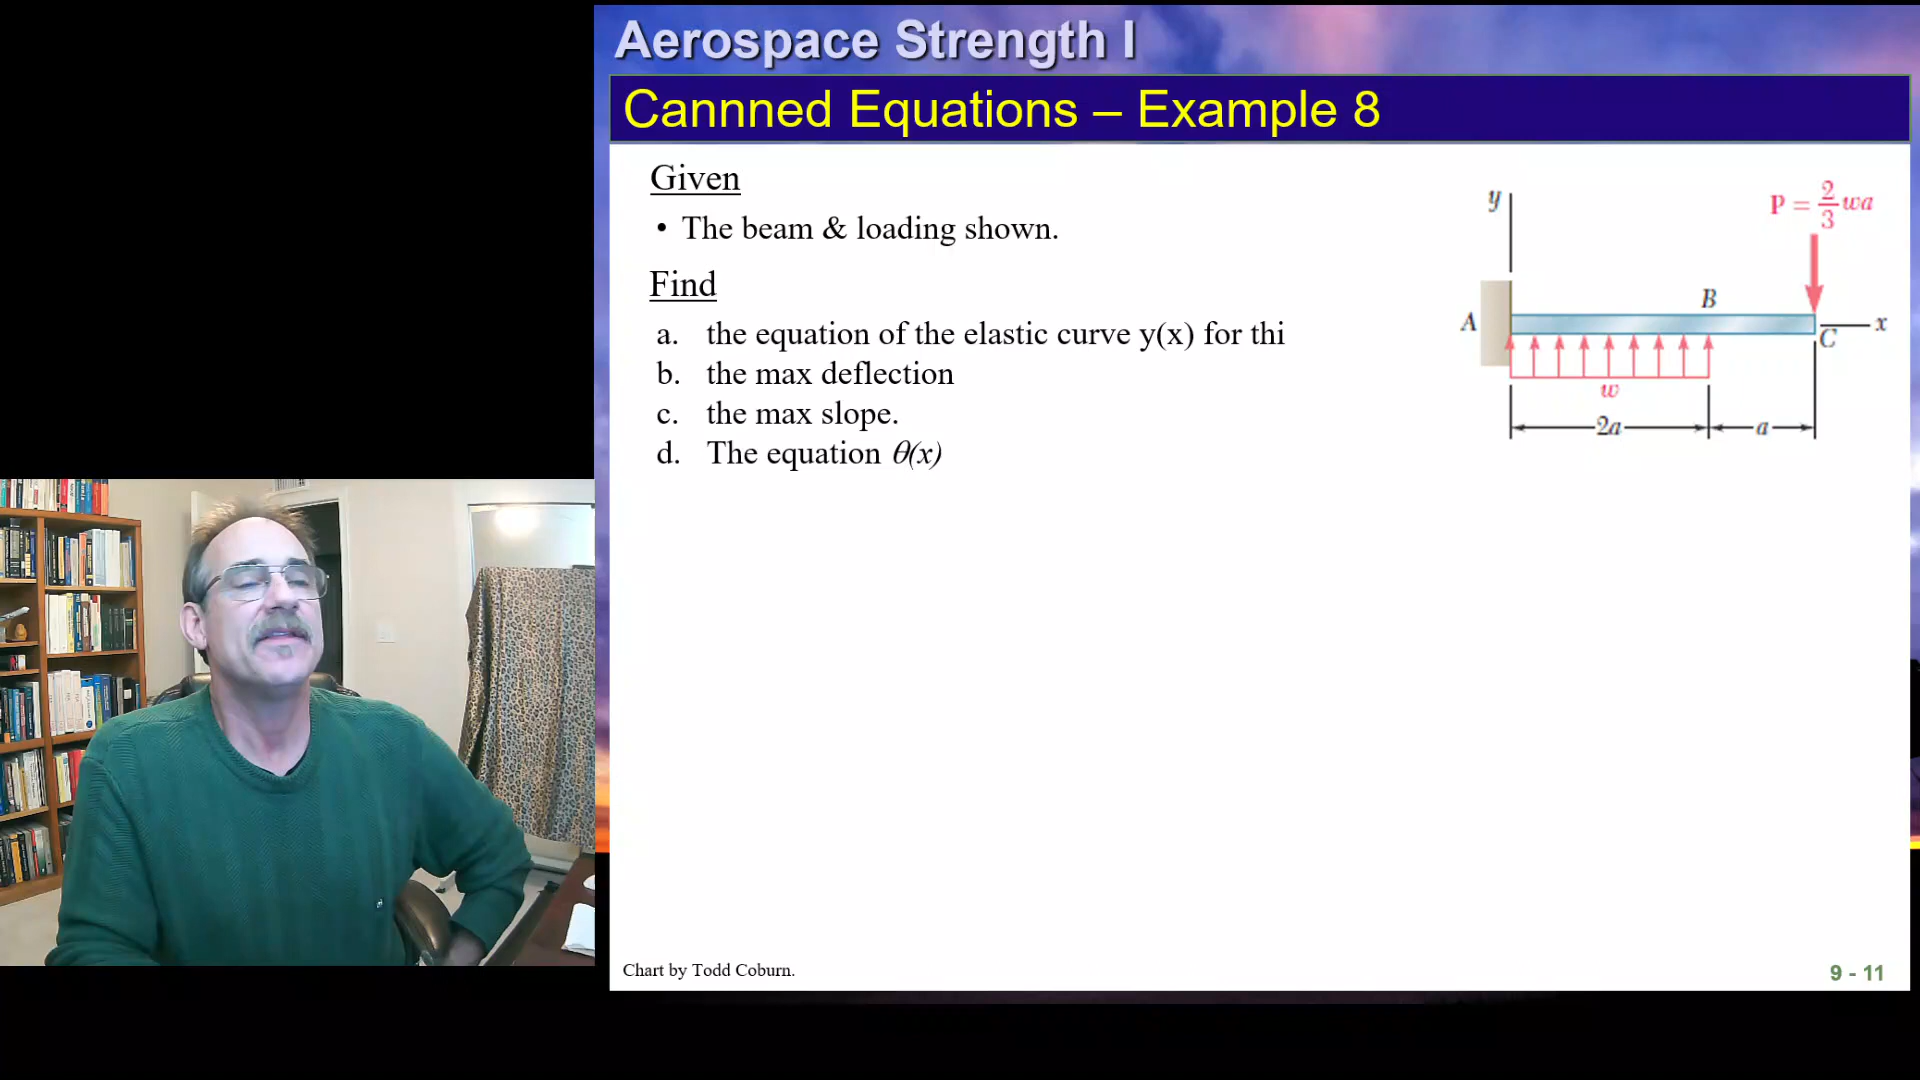 Aerospace Strength I
Cannned Equations – Example 8
Given
• The beam & loading shown.
Find
a. the equation of the elastic curve y(x) for thi
b. the max deflection
c. the max slope.
d. The equation θ(x)
y
P = 2/3 wa
B
A
x
C
w
2a
a
Chart by Todd Coburn.
9 - 11